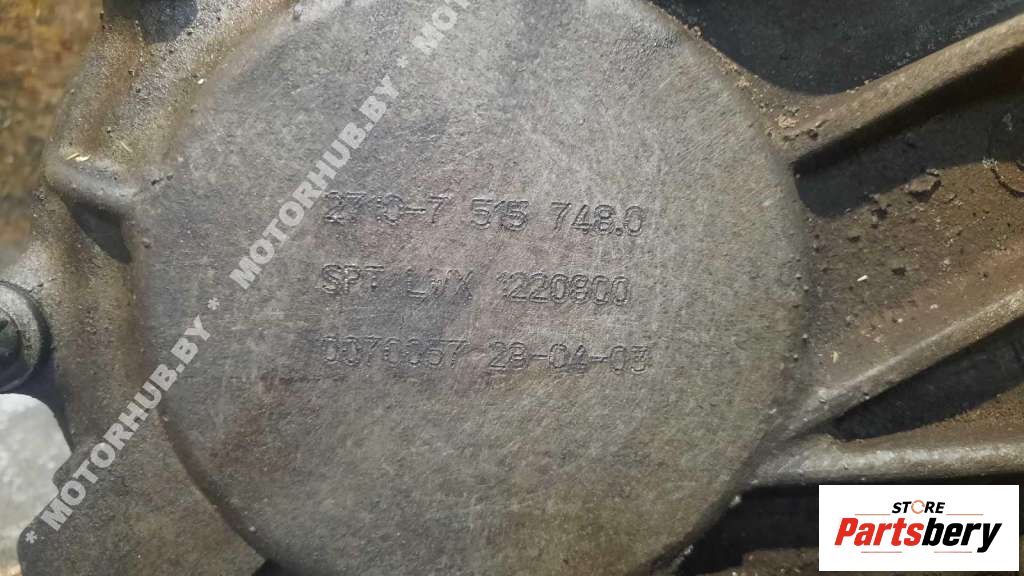 2710-7 515 748.0
SPT LWX 1220800
0070057 29-04-03
* MOTORHUB.BY * MOTORHUB.BY * MOTORHUB.BY *
STORE
Partsbery